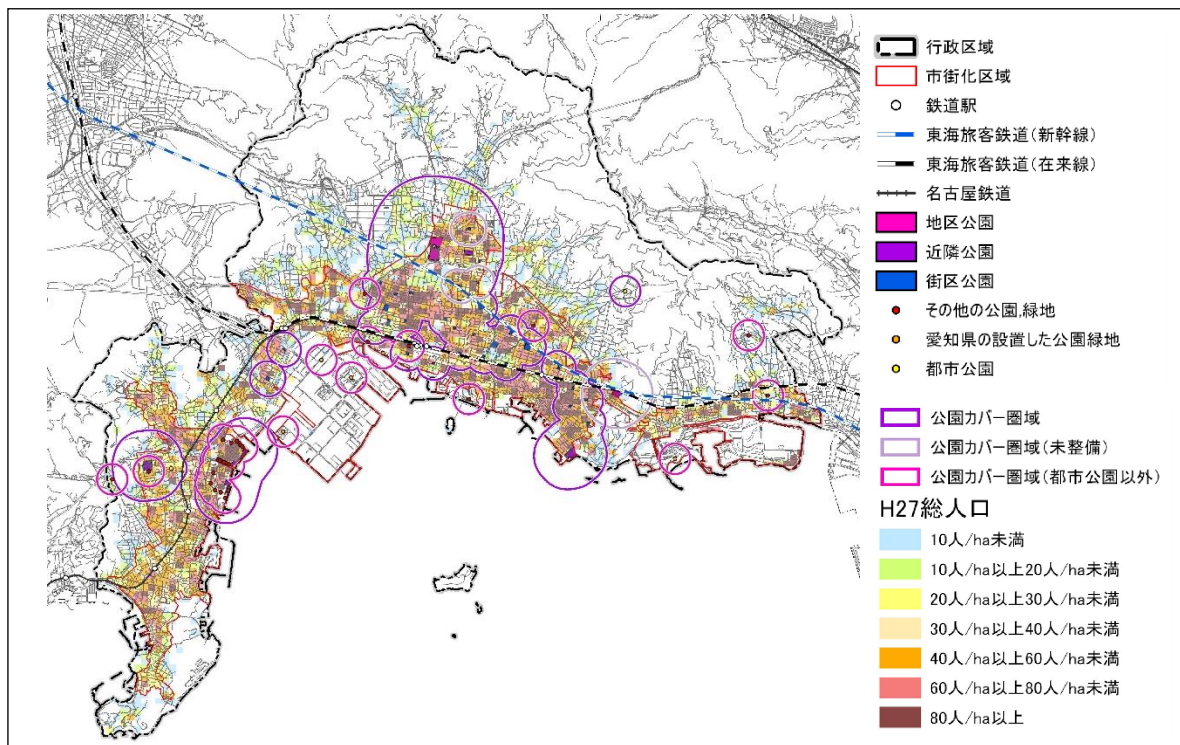 行政区域
市街化区域
鉄道駅
東海旅客鉄道(新幹線)
東海旅客鉄道(在来線)
名古屋鉄道
地区公園
近隣公園
街区公園
その他の公園,緑地
愛知県の設置した公園緑地
都市公園
公園カバー圏域
公園カバー圏域(未整備)
公園カバー圏域(都市公園以外)
H27総人口
10人/ha未満
10人/ha以上20人/ha未満
20人/ha以上30人/ha未満
30人/ha以上40人/ha未満
40人/ha以上60人/ha未満
60人/ha以上80人/ha未満
80人/ha以上